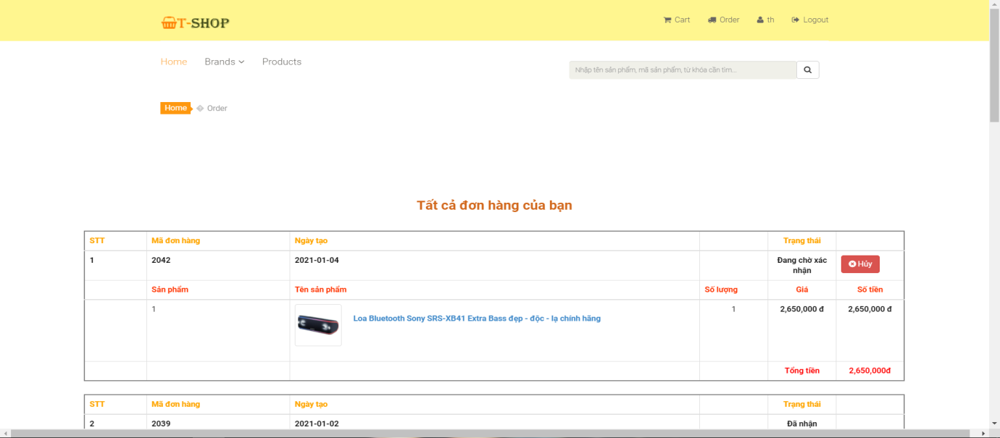 T-SHOP
Cart Order th Logout
Home Brands Products
Nhập tên sản phẩm, mã sản phẩm, từ khóa cần tìm...
Home � Order
Tất cả đơn hàng của bạn
STT Mã đơn hàng Ngày tạo Trạng thái
1 2042 2021-01-04 Đang chờ xác
nhận
Hủy
Sản phẩm Tên sản phẩm Số lượng Giá Số tiền
1 Loa Bluetooth Sony SRS-XB41 Extra Bass đẹp - độc - lạ chính hãng 1 2,650,000 đ 2,650,000 đ
Tổng tiền 2,650,000đ
STT Mã đơn hàng Ngày tạo Trạng thái
2 2039 2021-01-02 Đã nhận